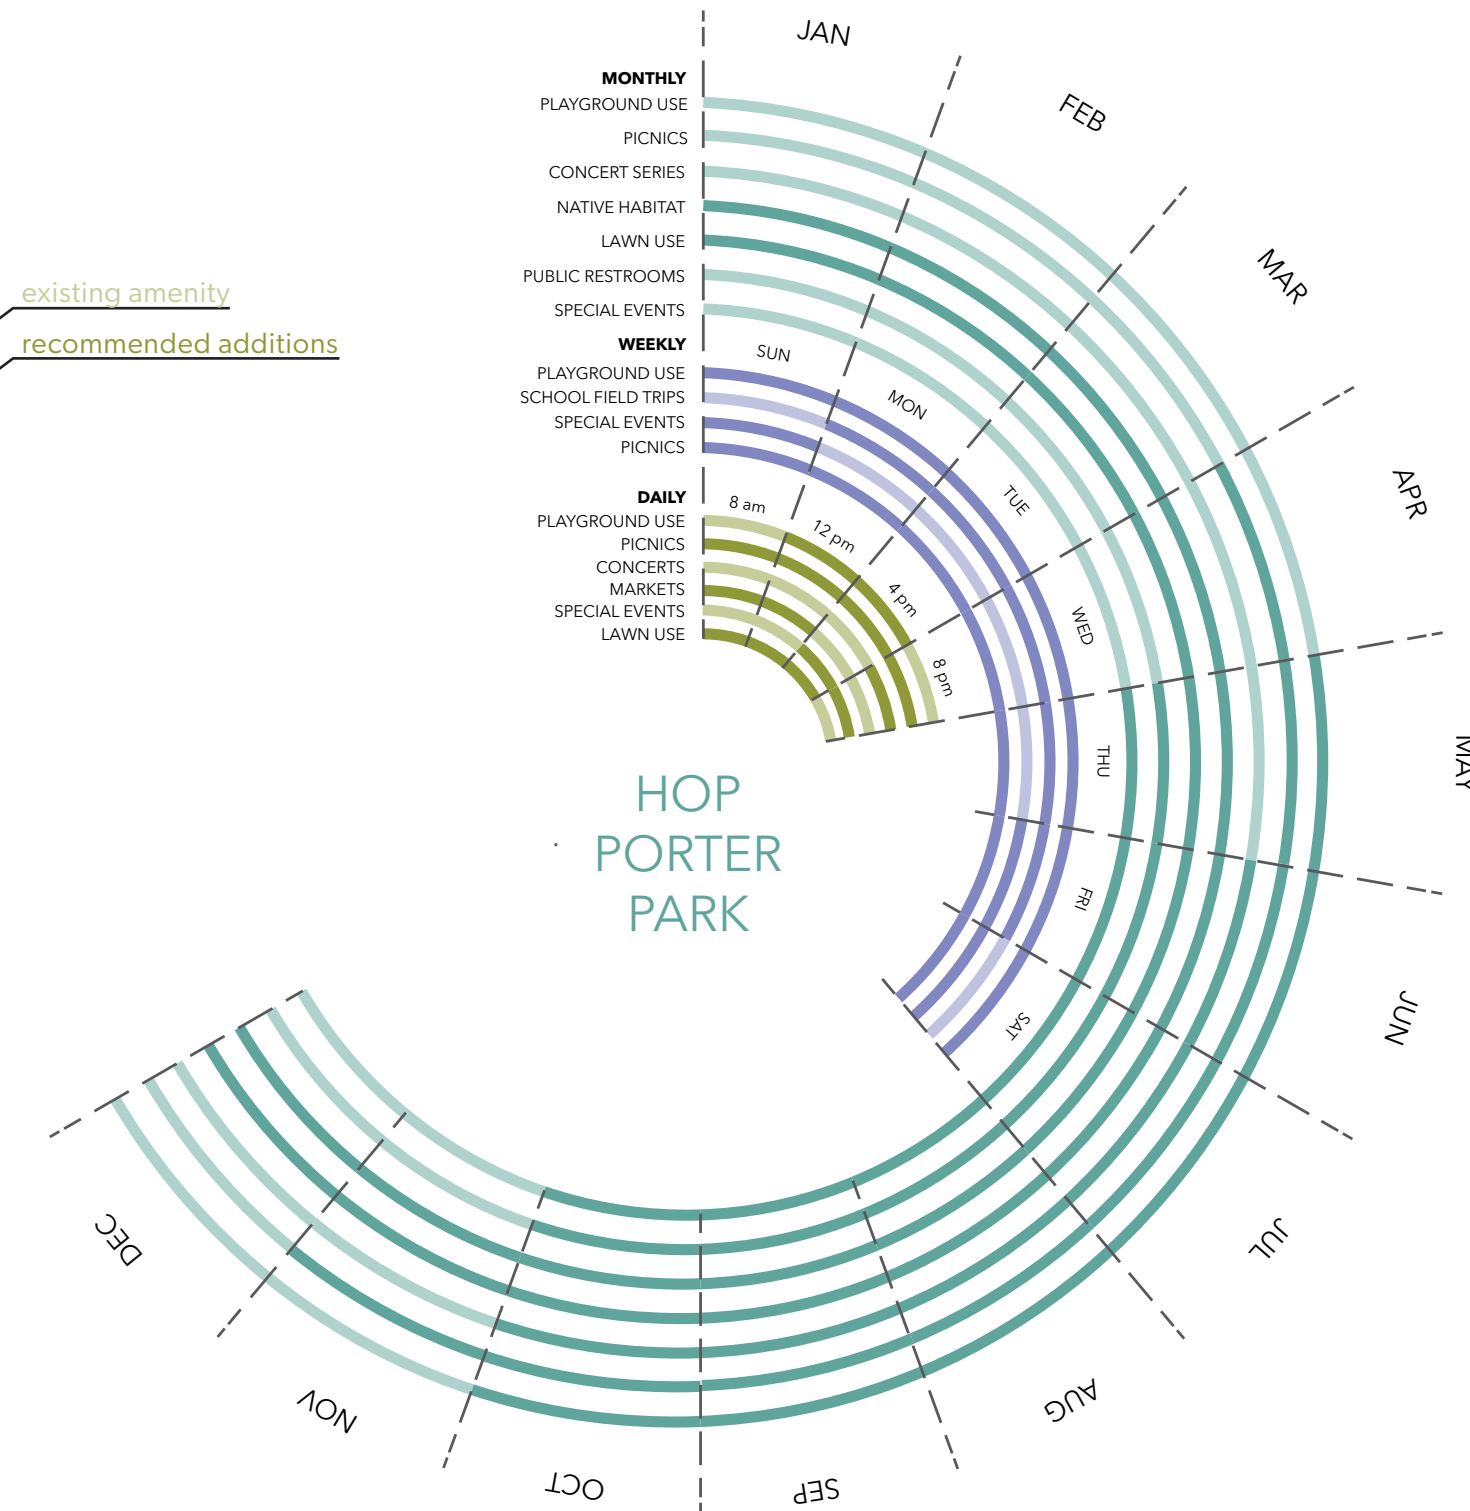 JAN
FEB
MAR
APR
MAY
JUN
JUL
AUG
SEP
OCT
NOV
DEC
MONTHLY
PLAYGROUND USE
PICNICS
CONCERT SERIES
NATIVE HABITAT
LAWN USE
PUBLIC RESTROOMS
SPECIAL EVENTS
WEEKLY
PLAYGROUND USE
SCHOOL FIELD TRIPS
SPECIAL EVENTS
PICNICS
SUN
MON
TUE
WED
THU
FRI
SAT
DAILY
PLAYGROUND USE
PICNICS
CONCERTS
MARKETS
SPECIAL EVENTS
LAWN USE
8 am
12 pm
4 pm
8 pm
existing amenity
recommended additions
HOP
PORTER
PARK